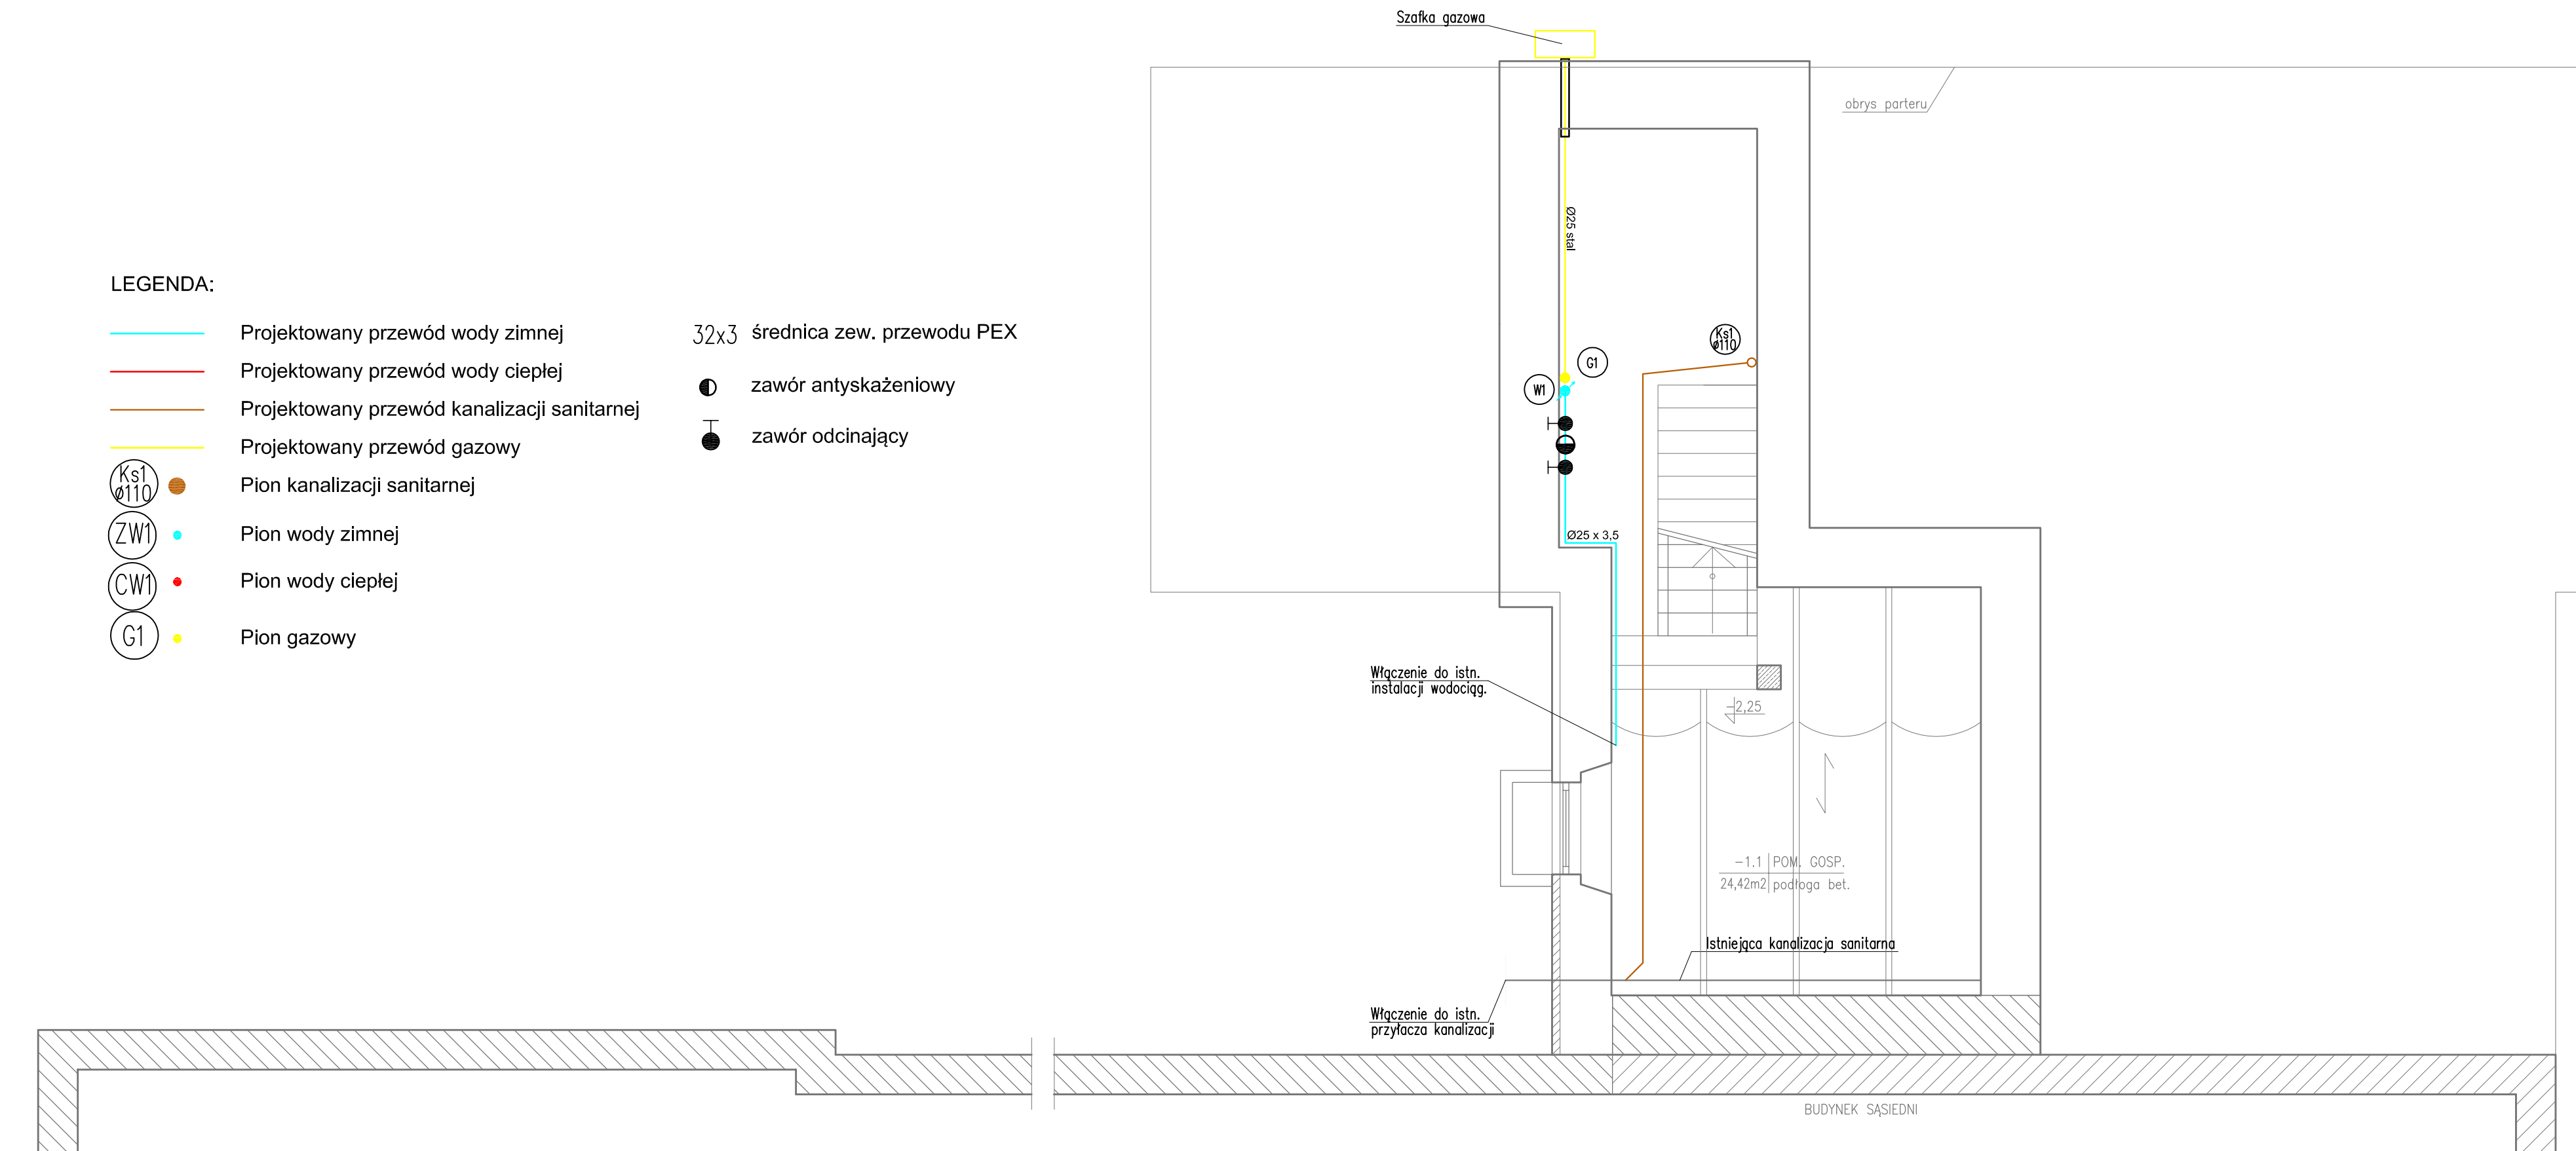 Szafka gazowa
obrys parteru
Ø25 stal
LEGENDA:
Projektowany przewód wody zimnej
Projektowany przewód wody ciepłej
Projektowany przewód kanalizacji sanitarnej
Projektowany przewód gazowy
Ks1
ø110
Pion kanalizacji sanitarnej
ZW1
Pion wody zimnej
CW1
Pion wody ciepłej
G1
Pion gazowy
32x3 średnica zew. przewodu PEX
zawór antyskażeniowy
zawór odcinający
Ks1
ø110
G1
W1
Ø25 x 3,5
Włączenie do istn.
instalacji wodociąg.
-2,25
-1.1 POM. GOSP.
24,42m2 podłoga bet.
Istniejąca kanalizacja sanitarna
Włączenie do istn.
przyłacza kanalizacji
BUDYNEK SĄSIEDNI